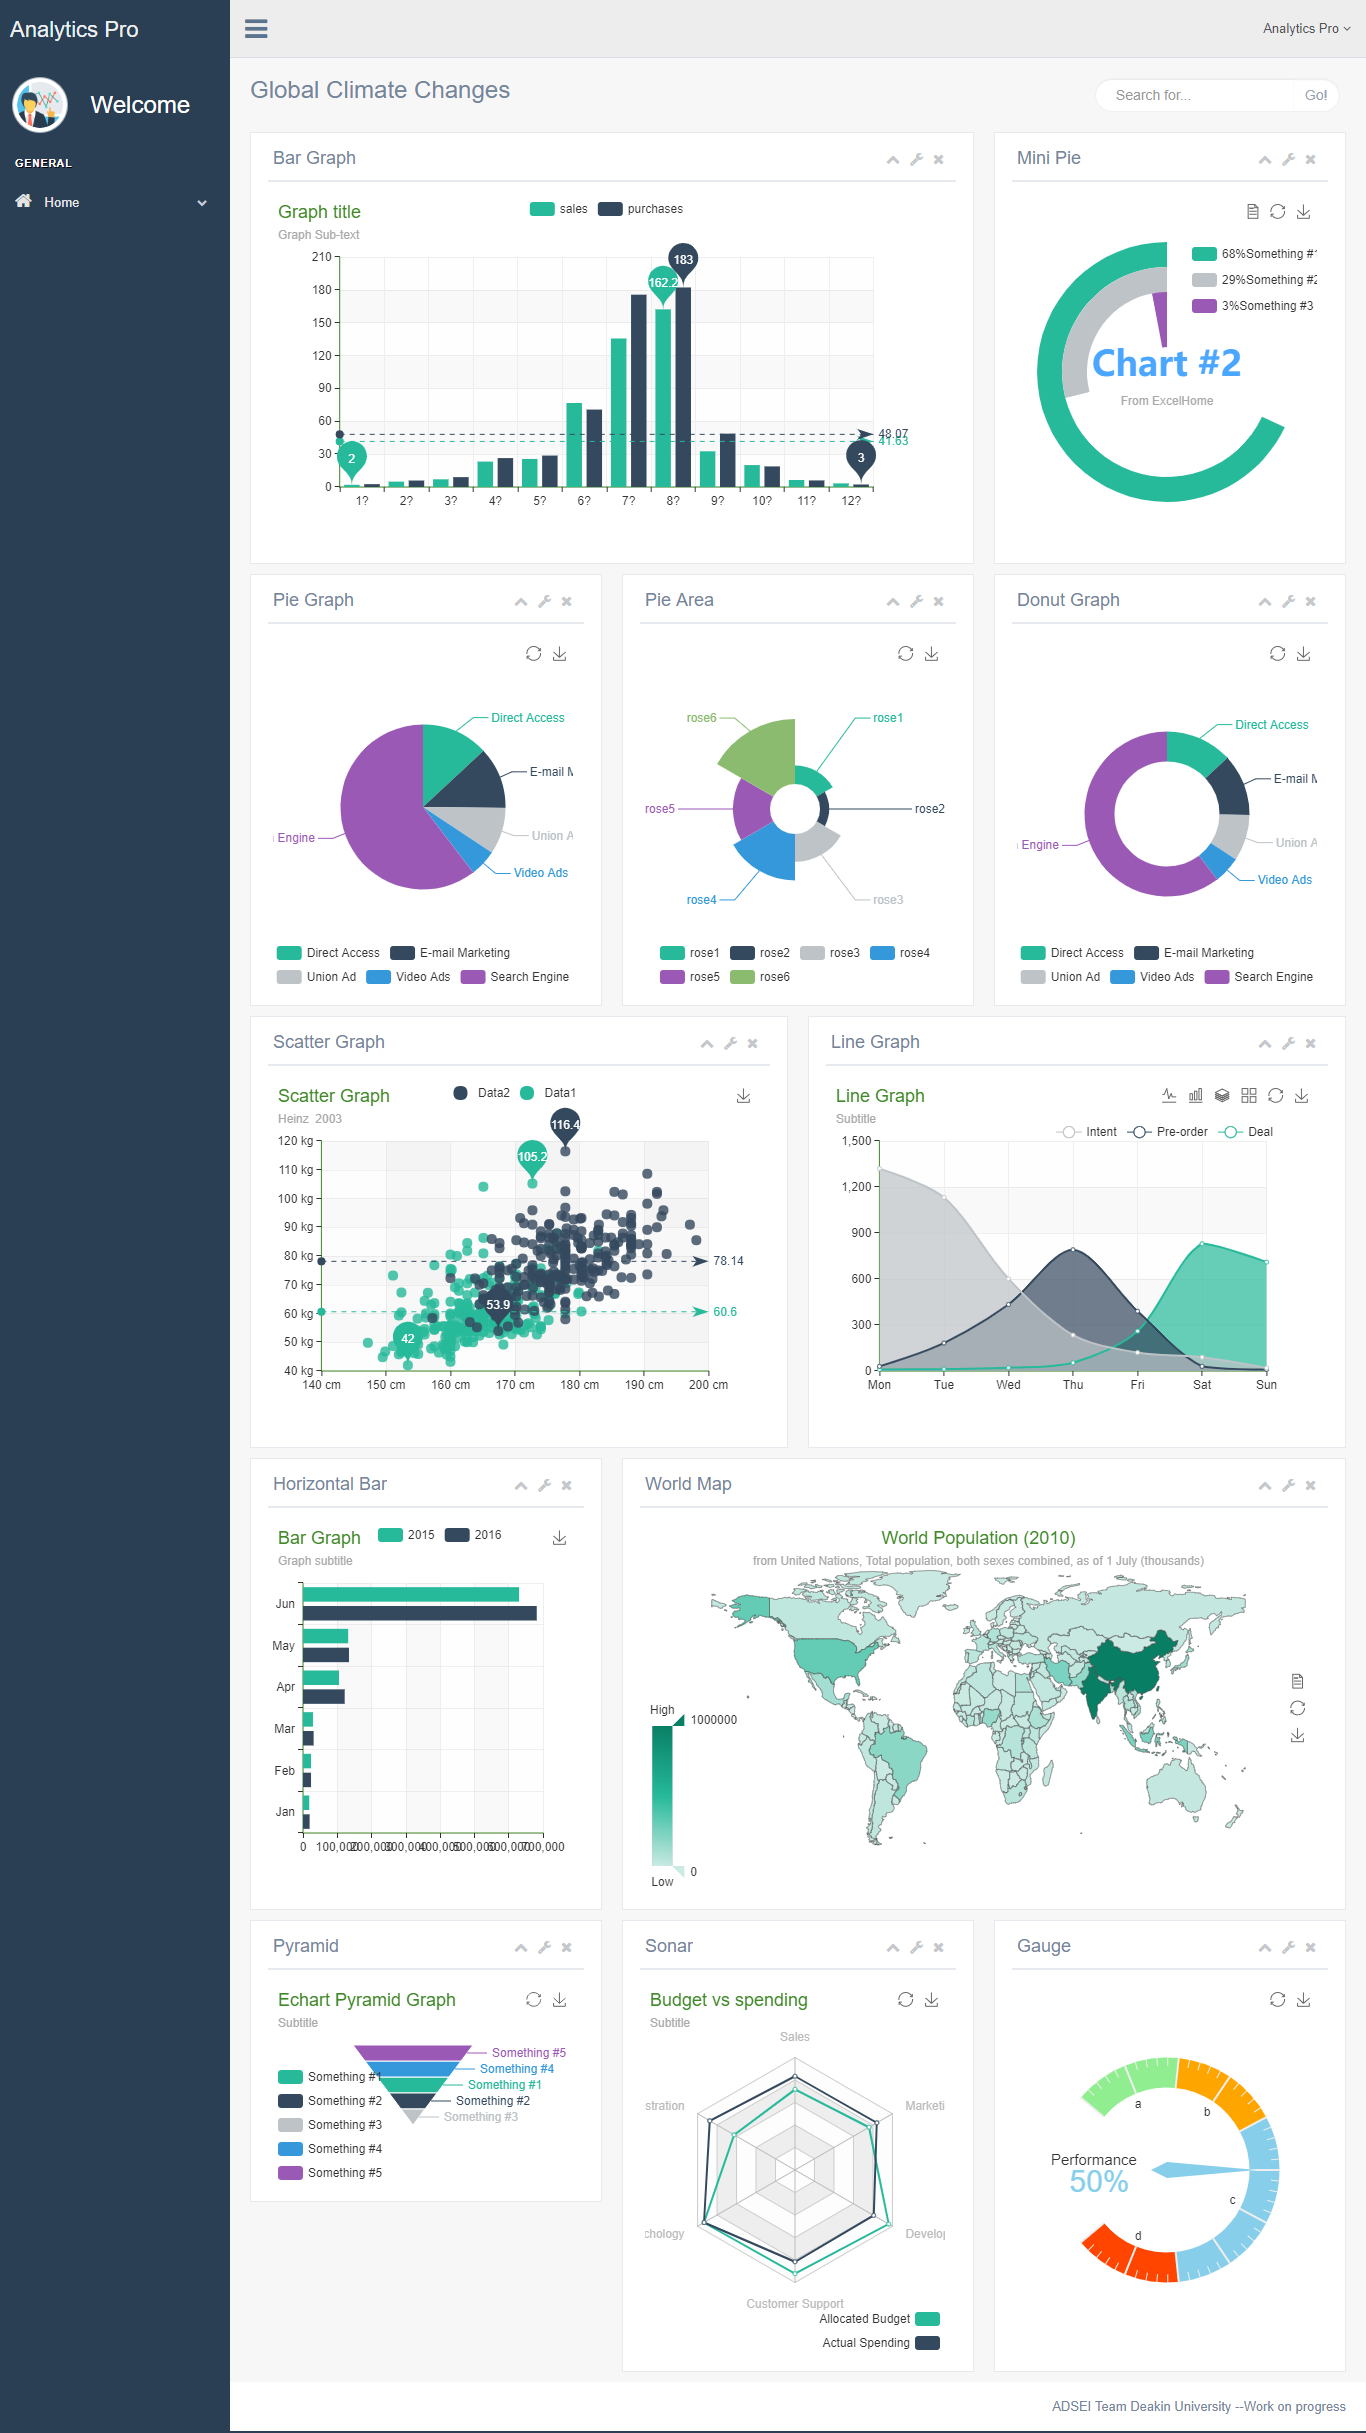 Analytics Pro
Analytics Pro
Welcome
GENERAL
Home
Global Climate Changes
Search for...
Go!
Bar Graph
Graph title
Graph Sub-text
sales
purchases
210
180
150
120
90
60
30
0
183
162.2
48.07
41.63
2
3
1?
2?
3?
4?
5?
6?
7?
8?
9?
10?
11?
12?
Mini Pie
68%Something #1
29%Something #2
3%Something #3
Chart #2
From ExcelHome
Pie Graph
Direct Access
E-mail M
Union A
Engine
Video Ads
Direct Access
E-mail Marketing
Union Ad
Video Ads
Search Engine
Pie Area
rose6
rose1
rose5
rose2
rose4
rose3
rose1
rose2
rose3
rose4
rose5
rose6
Donut Graph
Direct Access
E-mail M
Union A
Engine
Video Ads
Direct Access
E-mail Marketing
Union Ad
Video Ads
Search Engine
Scatter Graph
Scatter Graph
Heinz 2003
Data2
Data1
120 kg
110 kg
100 kg
90 kg
80 kg
70 kg
60 kg
50 kg
40 kg
116.4
105.2
78.14
53.9
60.6
42
140 cm
150 cm
160 cm
170 cm
180 cm
190 cm
200 cm
Line Graph
Line Graph
Subtitle
Intent
Pre-order
Deal
1,500
1,200
900
600
300
0
Mon
Tue
Wed
Thu
Fri
Sat
Sun
Horizontal Bar
Bar Graph
Graph subtitle
2015
2016
Jun
May
Apr
Mar
Feb
Jan
0
100,000
200,000
300,000
400,000
500,000
600,000
700,000
World Map
World Population (2010)
from United Nations, Total population, both sexes combined, as of 1 July (thousands)
High
1000000
0
Low
Pyramid
Echart Pyramid Graph
Subtitle
Something #5
Something #4
Something #1
Something #2
Something #3
Something #1
Something #2
Something #3
Something #4
Something #5
Sonar
Budget vs spending
Subtitle
Sales
stration
Marketi
chology
Develop
Customer Support
Allocated Budget
Actual Spending
Gauge
a
b
c
d
Performance
50%
ADSEI Team Deakin University --Work on progress